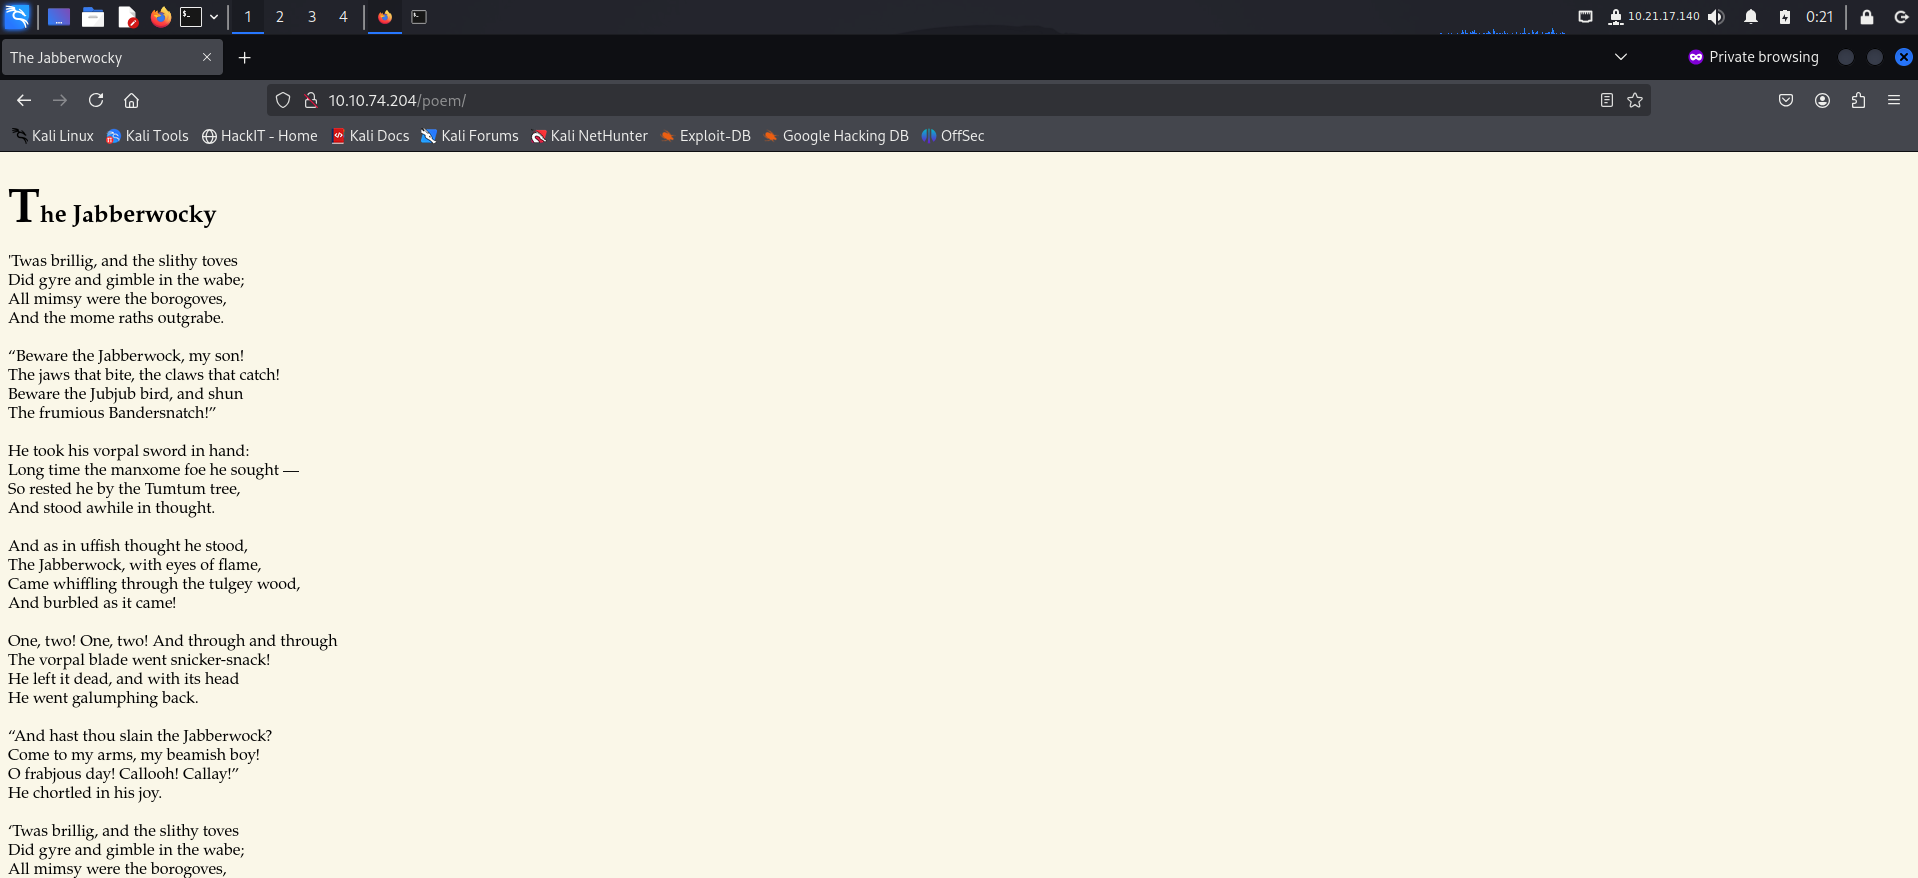 1 2 3 4 10.21.17.140 0:21
The Jabberwocky Private browsing
10.10.74.204/poem/
Kali Linux Kali Tools HackIT - Home Kali Docs Kali Forums Kali NetHunter Exploit-DB Google Hacking DB OffSec
The Jabberwocky
'Twas brillig, and the slithy toves
Did gyre and gimble in the wabe;
All mimsy were the borogoves,
And the mome raths outgrabe.
“Beware the Jabberwock, my son!
The jaws that bite, the claws that catch!
Beware the Jubjub bird, and shun
The frumious Bandersnatch!”
He took his vorpal sword in hand:
Long time the manxome foe he sought —
So rested he by the Tumtum tree,
And stood awhile in thought.
And as in uffish thought he stood,
The Jabberwock, with eyes of flame,
Came whiffling through the tulgey wood,
And burbled as it came!
One, two! One, two! And through and through
The vorpal blade went snicker-snack!
He left it dead, and with its head
He went galumphing back.
“And hast thou slain the Jabberwock?
Come to my arms, my beamish boy!
O frabjous day! Callooh! Callay!”
He chortled in his joy.
‘Twas brillig, and the slithy toves
Did gyre and gimble in the wabe;
All mimsy were the borogoves,